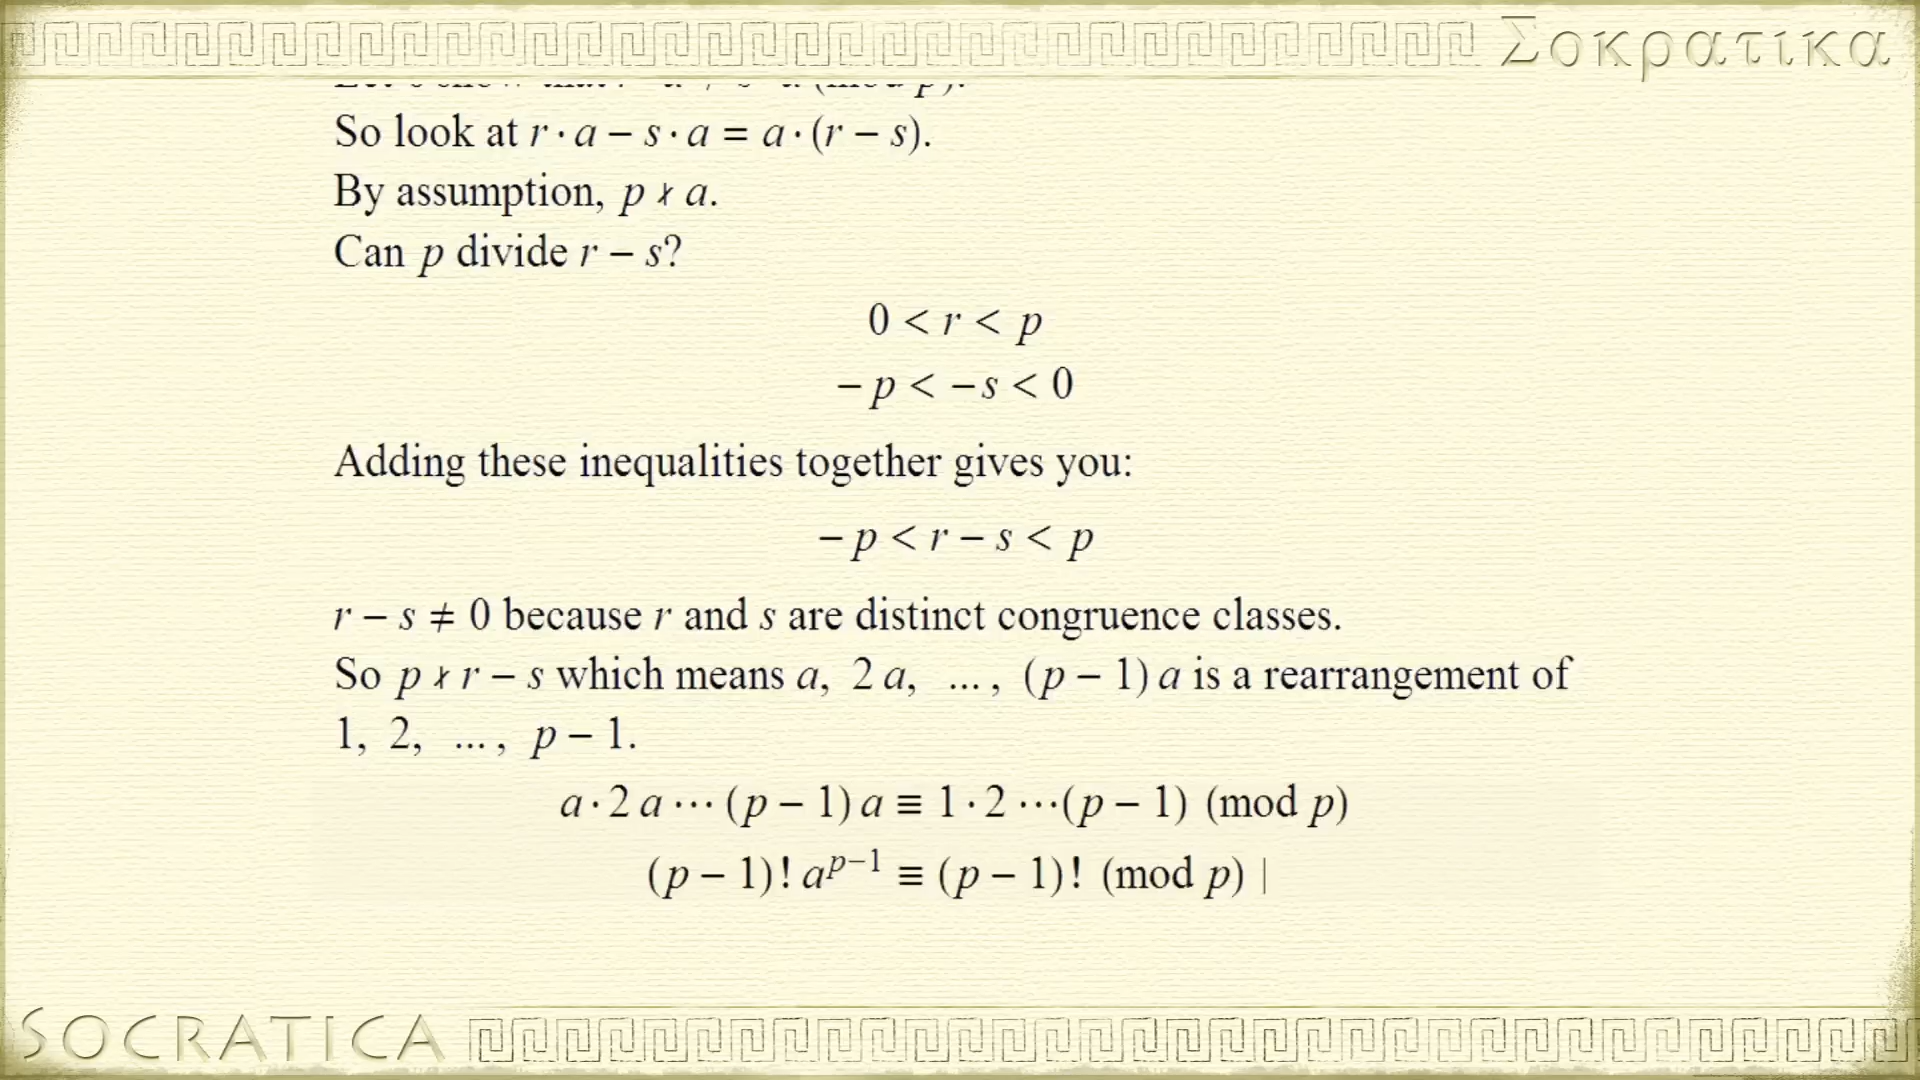 Σοκρατικα
So look at r · a − s · a = a · (r − s).
By assumption, p ∤ a.
Can p divide r − s?
0 < r < p
− p < − s < 0
Adding these inequalities together gives you:
− p < r − s < p
r − s ≠ 0 because r and s are distinct congruence classes.
So p ∤ r − s which means a, 2 a, ... , (p − 1) a is a rearrangement of
1, 2, ... , p − 1.
a · 2 a ⋯ (p − 1) a ≡ 1 · 2 ⋯(p − 1) (mod p)
(p − 1)! aᵖ⁻¹ ≡ (p − 1)! (mod p)
SOCRATICA